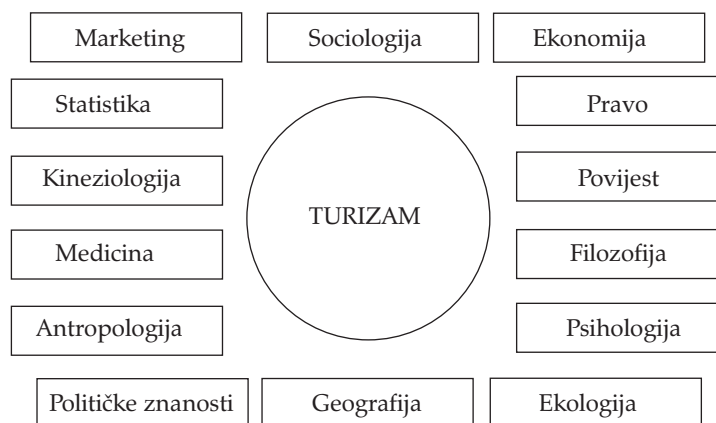 Marketing
Sociologija
Ekonomija
Statistika
Pravo
Kineziologija
Povijest
TURIZAM
Medicina
Filozofija
Antropologija
Psihologija
Političke znanosti
Geografija
Ekologija